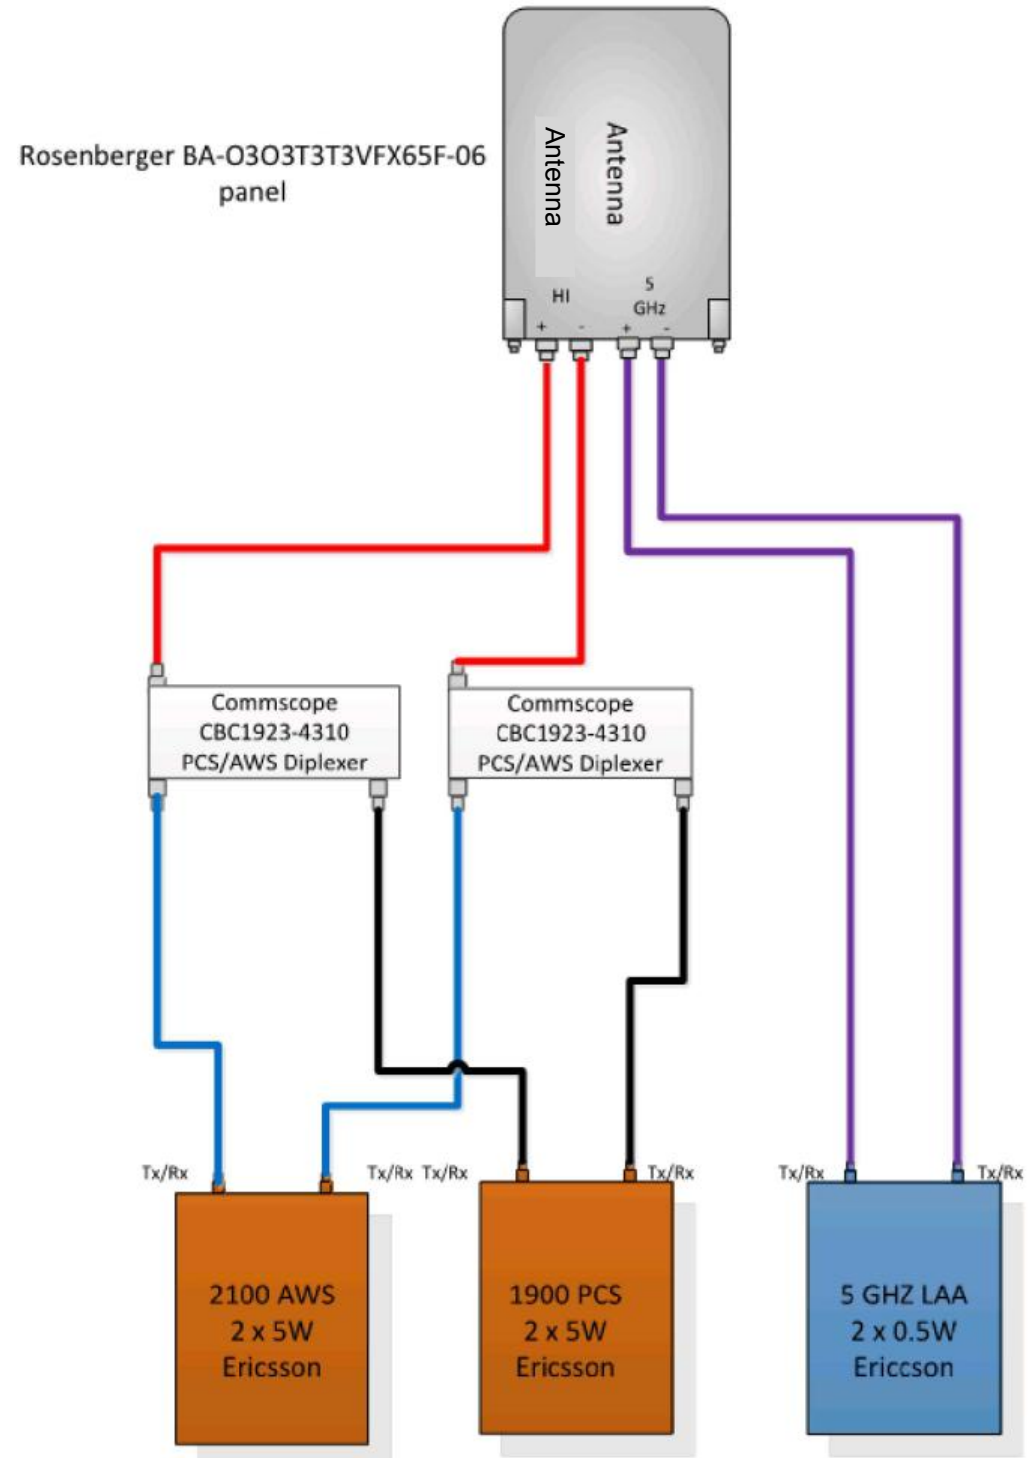 Rosenberger BA-O3O3T3T3VFX65F-06
panel
Antenna
Antenna
HI
5
GHz
+ - + -
Commscope
CBC1923-4310
PCS/AWS Diplexer
Commscope
CBC1923-4310
PCS/AWS Diplexer
Tx/Rx
Tx/Rx
Tx/Rx
Tx/Rx
Tx/Rx
Tx/Rx
2100 AWS
2 x 5W
Ericsson
1900 PCS
2 x 5W
Ericsson
5 GHZ LAA
2 x 0.5W
Ericcson